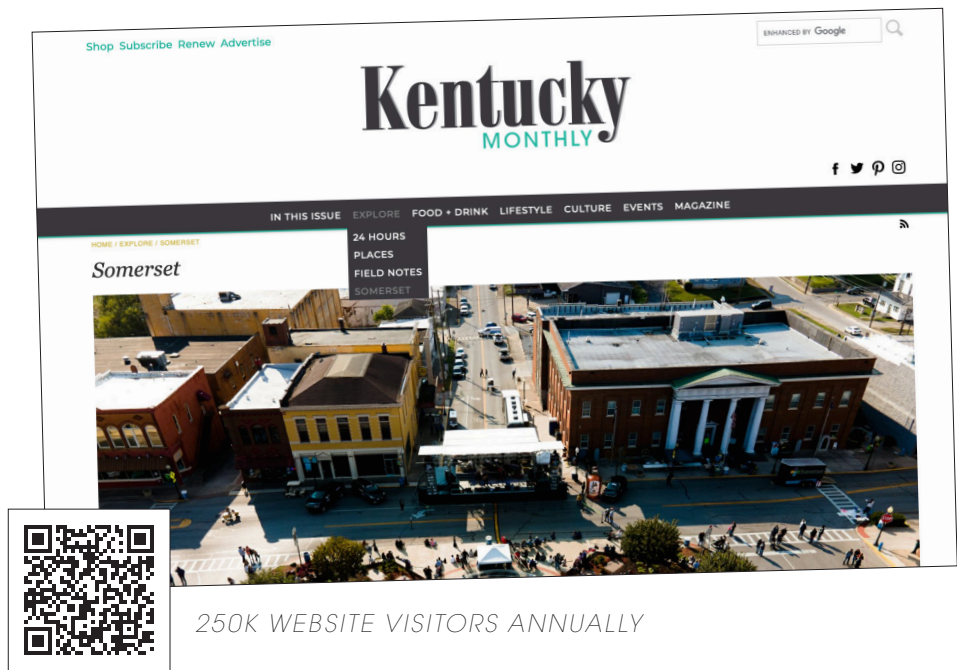 Shop Subscribe Renew Advertise
ENHANCED BY Google
Kentucky
MONTHLY
IN THIS ISSUE EXPLORE FOOD + DRINK LIFESTYLE CULTURE EVENTS MAGAZINE
24 HOURS
PLACES
FIELD NOTES
SOMERSET
HOME / EXPLORE / SOMERSET
Somerset
250K WEBSITE VISITORS ANNUALLY